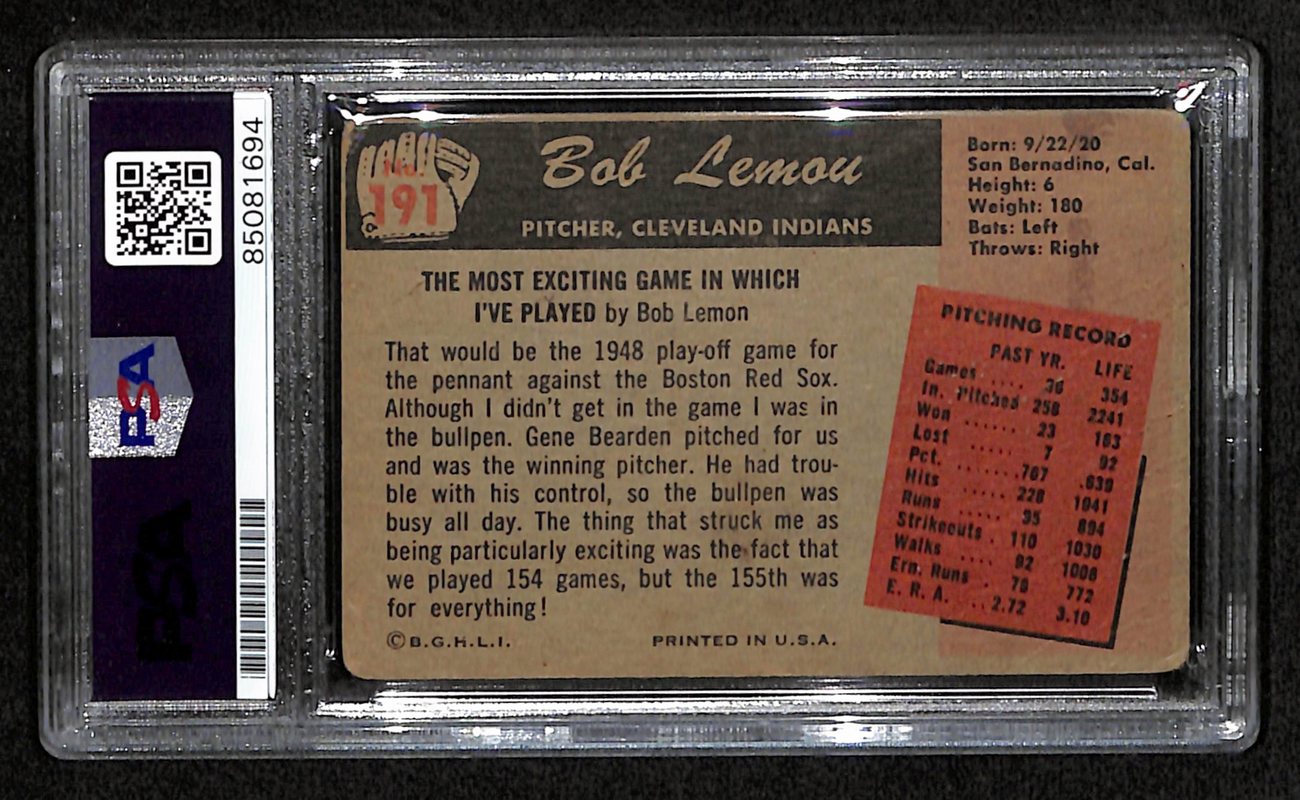 85081694
PSA
PSA
No.
191
Bob Lemon
PITCHER, CLEVELAND INDIANS
Born: 9/22/20
San Bernadino, Cal.
Height: 6
Weight: 180
Bats: Left
Throws: Right
THE MOST EXCITING GAME IN WHICH
I'VE PLAYED by Bob Lemon
That would be the 1948 play-off game for
the pennant against the Boston Red Sox.
Although I didn't get in the game I was in
the bullpen. Gene Bearden pitched for us
and was the winning pitcher. He had trou-
ble with his control, so the bullpen was
busy all day. The thing that struck me as
being particularly exciting was the fact that
we played 154 games, but the 155th was
for everything!
© B.G.H.L.I. PRINTED IN U.S.A.
PITCHING RECORD
PAST YR. LIFE
Games .... 36 354
In. Pitched 258 2241
Won ...... 23 163
Lost ..... 7 92
Pct. ...... .767 .639
Hits ..... 228 1941
Runs .... 95 894
Strikeouts . 110 1030
Walks .... 92 1008
Ern. Runs . 78 772
E. R. A. .. 2.72 3.10